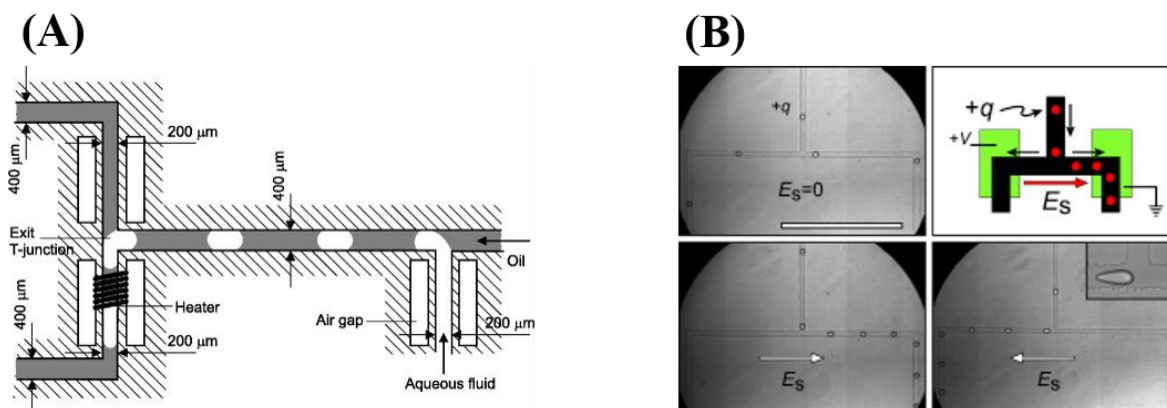 (A)
(B)
400 μm
200 μm
400 μm
Exit
T-junction
Oil
400 μm
Heater
Air gap
200 μm
200 μm
Aqueous fluid
+q
E_S=0
+q
+V
E_S
E_S
E_S